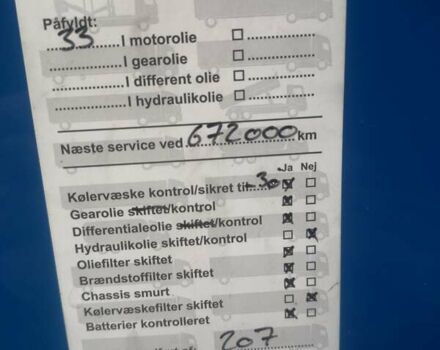 Påfyldt:
33 l motorolie
l gearolie
l different olie
l hydraulikolie
Næste service ved 672000 km
Ja Nej
Kølervæske kontrol/sikret til -30
Gearolie skiftet/kontrol
Differentialeolie skiftet/kontrol
Hydraulikolie skiftet/kontrol
Oliefilter skiftet
Brændstoffilter skiftet
Chassis smurt
Kølervæskefilter skiftet
Batterier kontrolleret
207